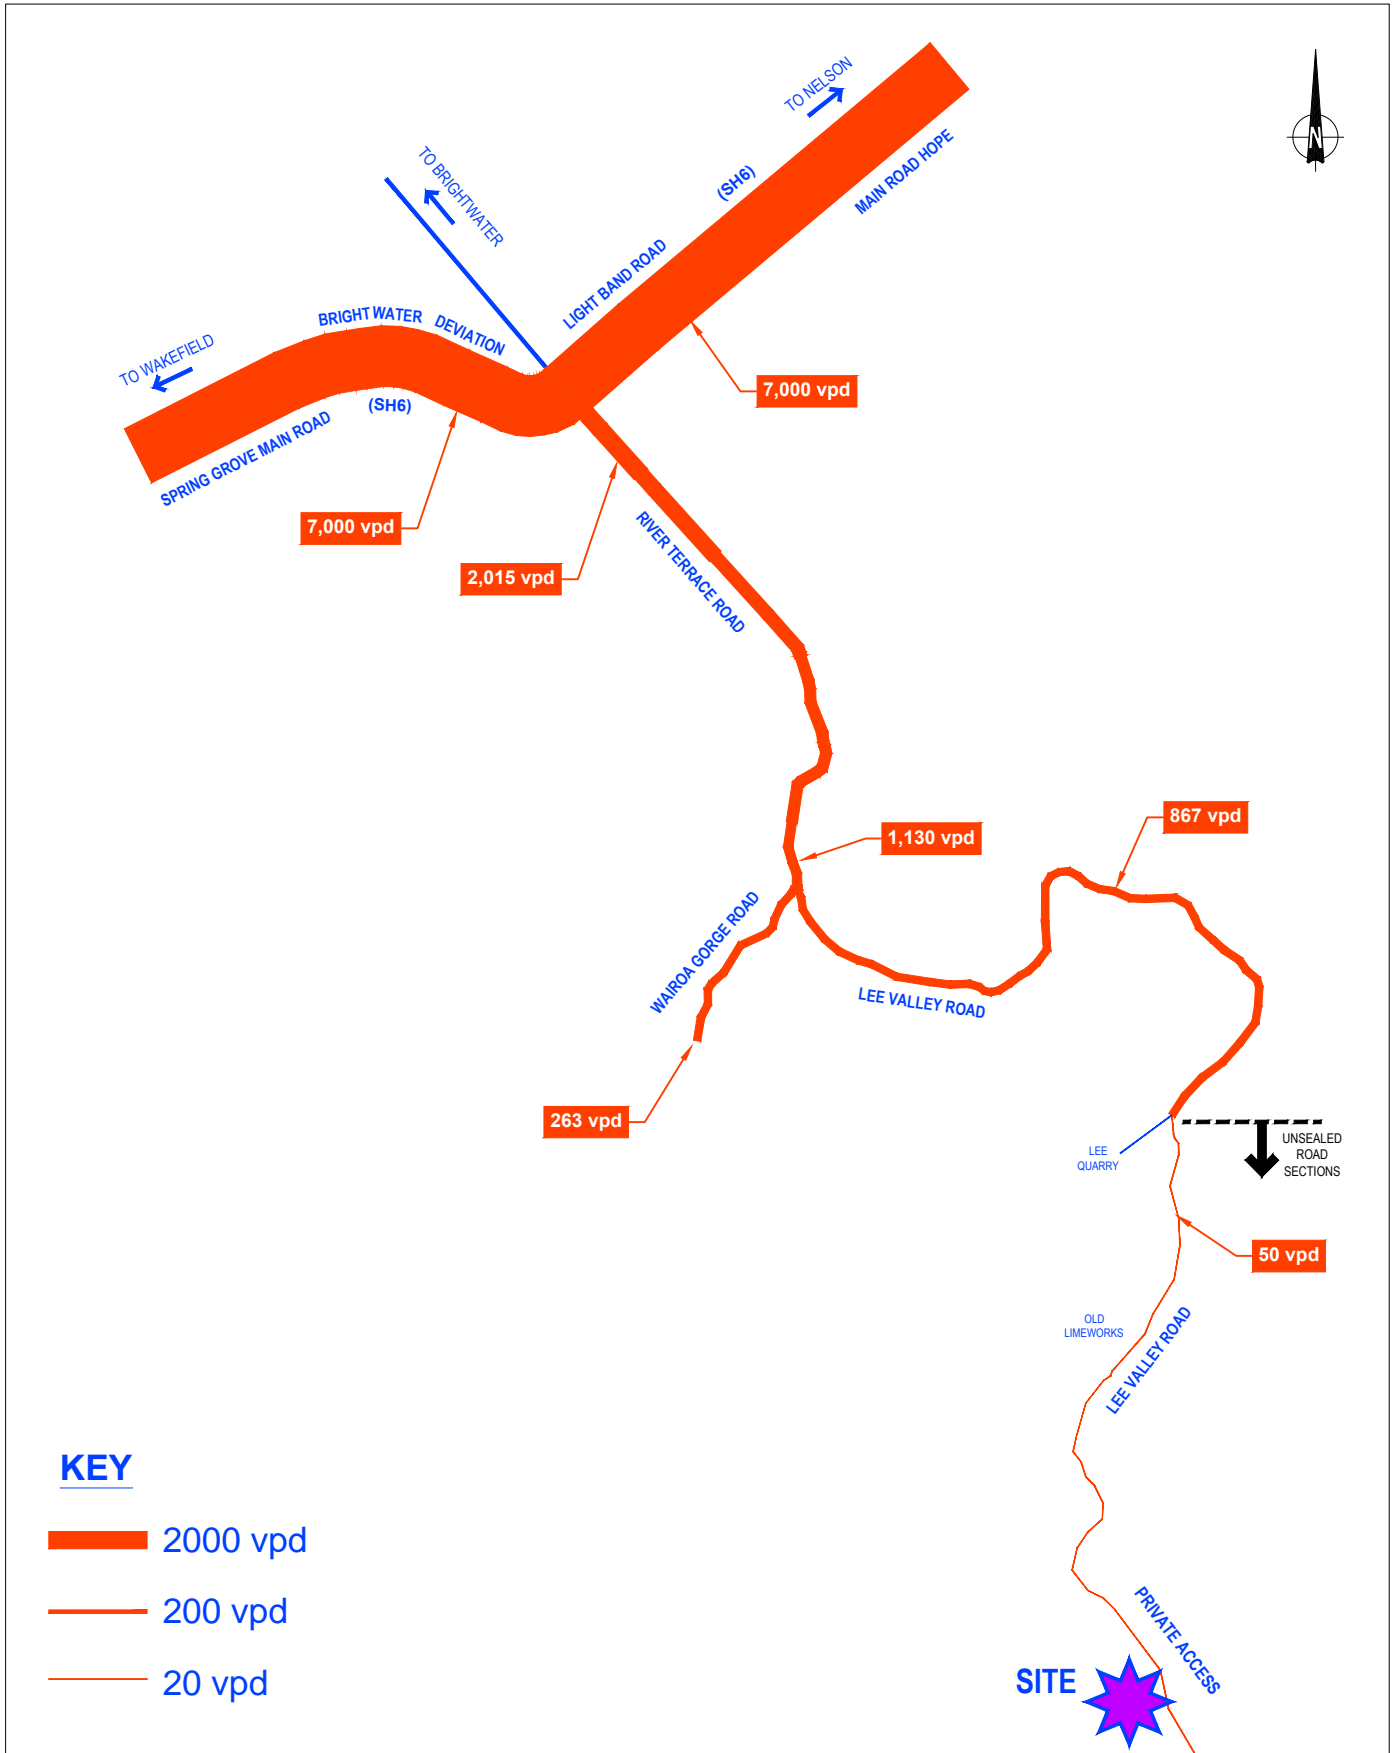 TO NELSON
N
TO BRIGHTWATER
(SH6)
MAIN ROAD HOPE
LIGHT BAND ROAD
BRIGHT WATER DEVIATION
TO WAKEFIELD
(SH6)
SPRING GROVE MAIN ROAD
7,000 vpd
7,000 vpd
2,015 vpd
RIVER TERRACE ROAD
867 vpd
1,130 vpd
WAIROA GORGE ROAD
LEE VALLEY ROAD
263 vpd
LEE
QUARRY
UNSEALED
ROAD
SECTIONS
50 vpd
OLD
LIMEWORKS
LEE VALLEY ROAD
KEY
2000 vpd
200 vpd
20 vpd
PRIVATE ACCESS
SITE